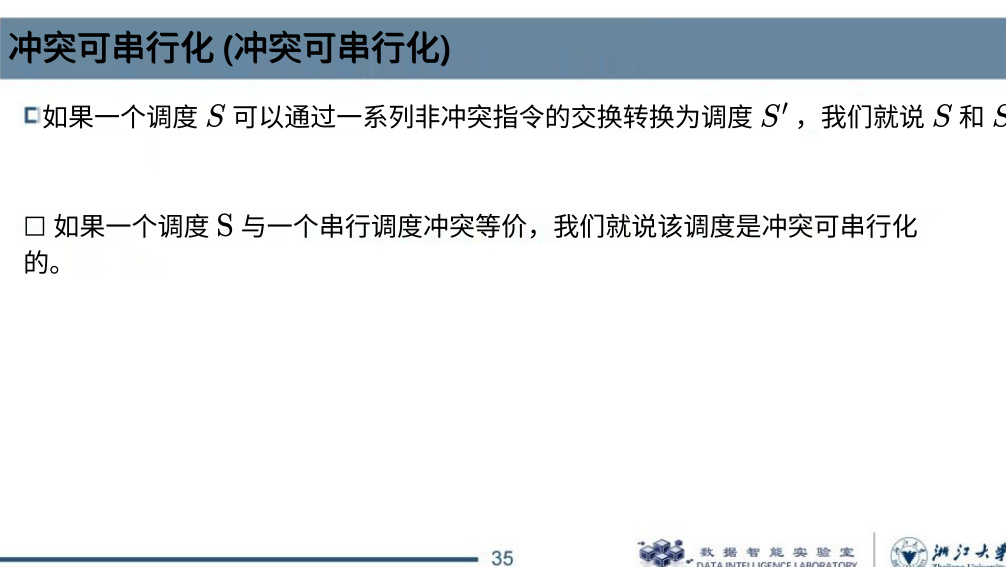 冲突可串行化 (冲突可串行化)
如果一个调度 S 可以通过一系列非冲突指令的交换转换为调度 S′ ，我们就说 S 和 S
□ 如果一个调度 S 与一个串行调度冲突等价，我们就说该调度是冲突可串行化
的。
35
数据智能实验室
DATA INTELLIGENCE LABORATORY
浙江大学
Zhejiang University